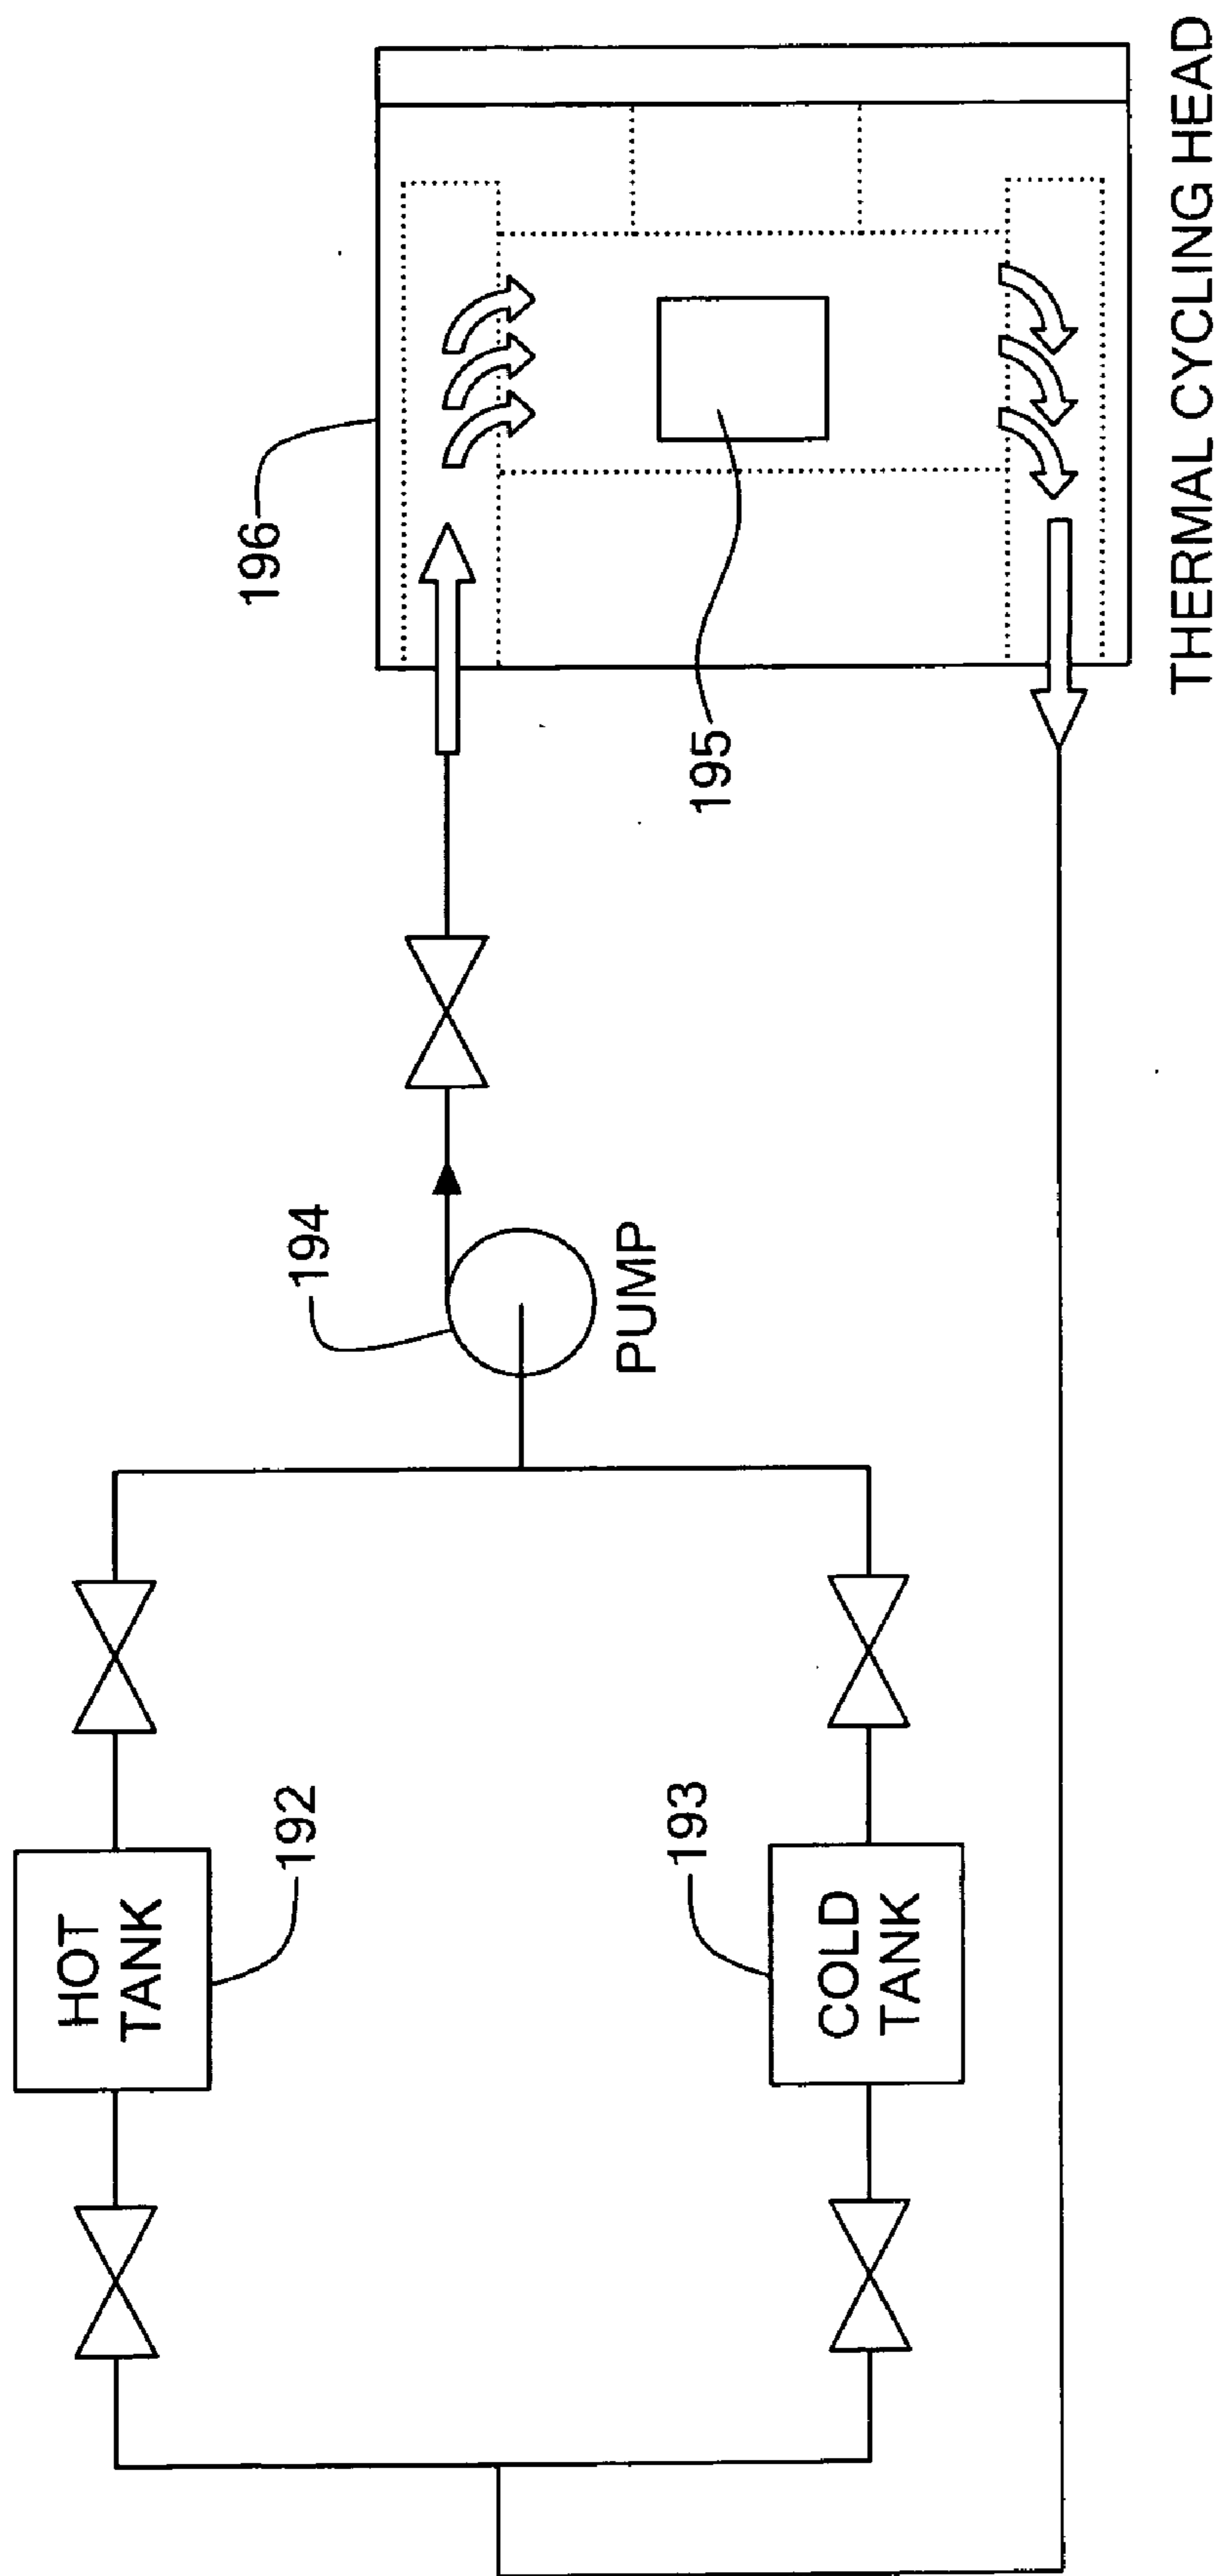 HOT
TANK
192
COLD
TANK
193
194
PUMP
196
195
THERMAL CYCLING HEAD